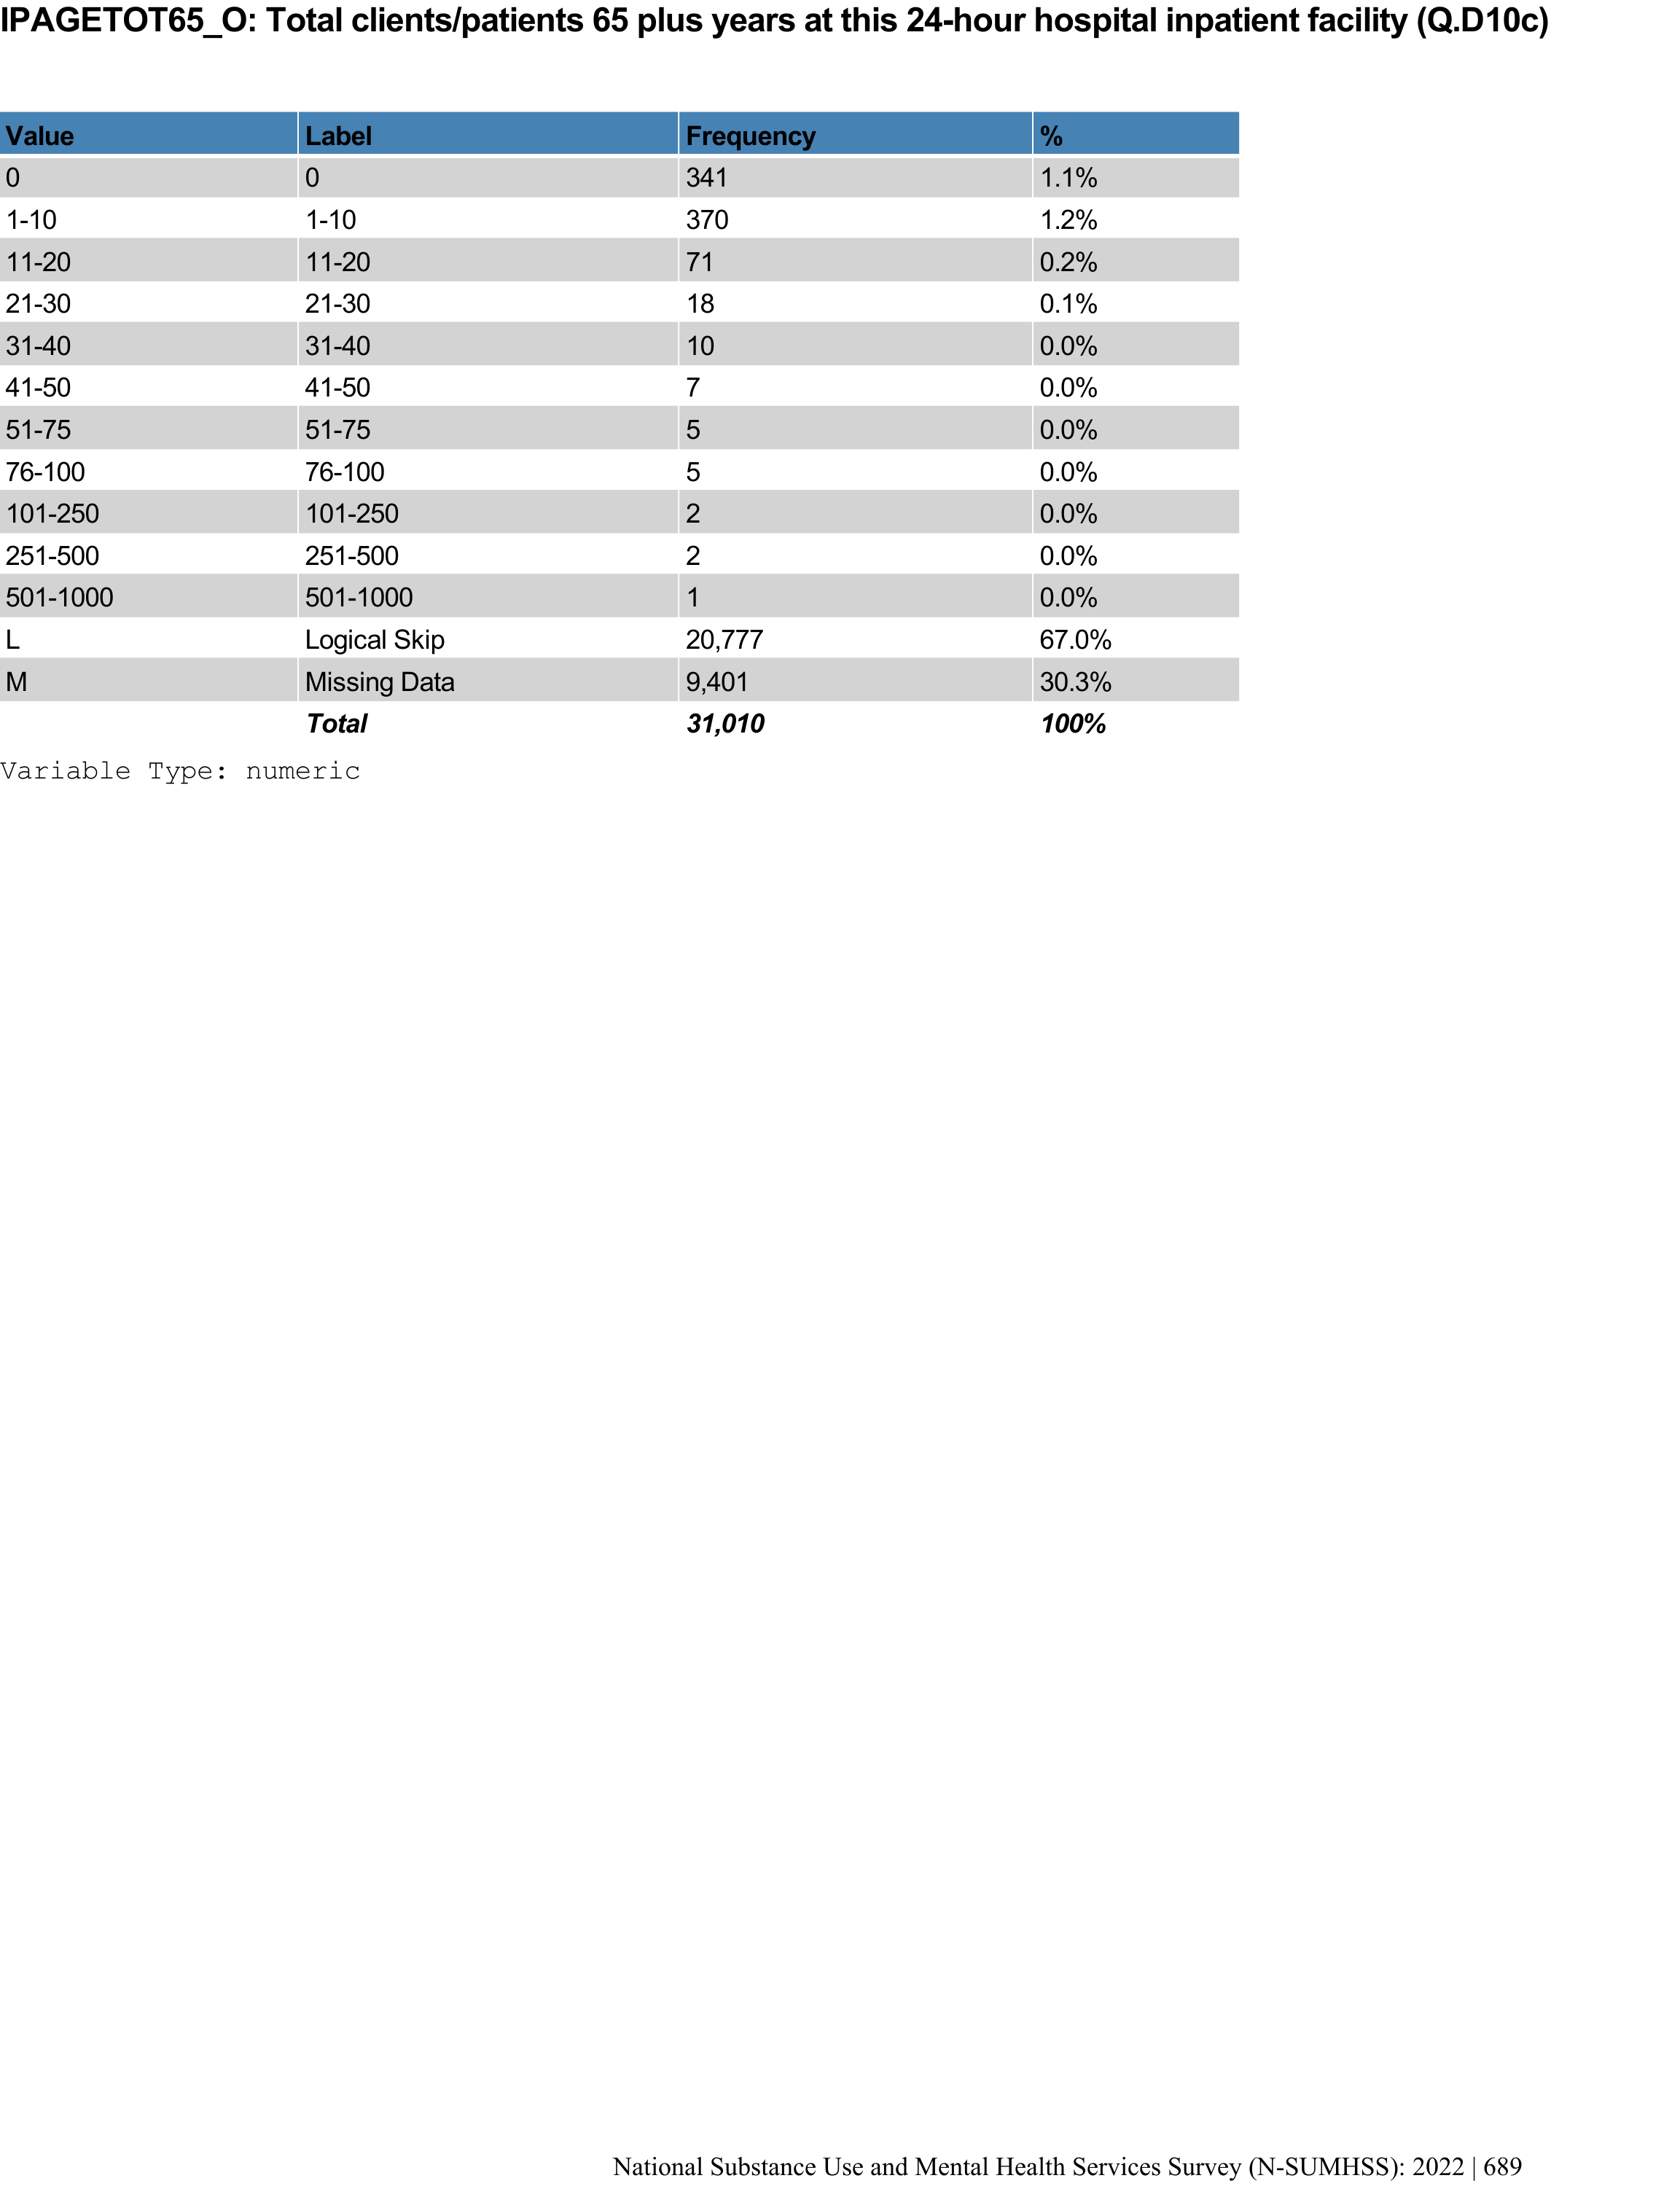 IPAGETOT65_O: Total clients/patients 65 plus years at this 24-hour hospital inpatient facility (Q.D10c)
Value Label Frequency %
0 0 341 1.1%
1-10 1-10 370 1.2%
11-20 11-20 71 0.2%
21-30 21-30 18 0.1%
31-40 31-40 10 0.0%
41-50 41-50 7 0.0%
51-75 51-75 5 0.0%
76-100 76-100 5 0.0%
101-250 101-250 2 0.0%
251-500 251-500 2 0.0%
501-1000 501-1000 1 0.0%
L Logical Skip 20,777 67.0%
M Missing Data 9,401 30.3%
Total 31,010 100%
Variable Type: numeric
National Substance Use and Mental Health Services Survey (N-SUMHSS): 2022 | 689